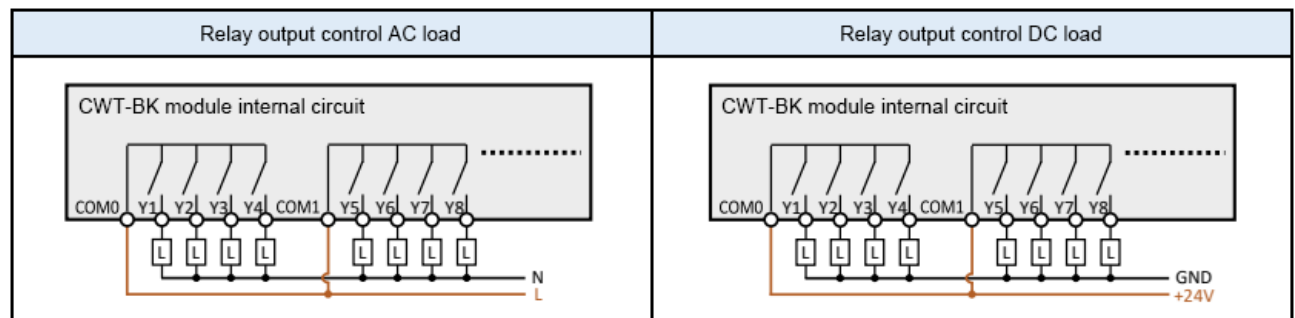 Relay output control AC load
Relay output control DC load
CWT-BK module internal circuit
COM0 Y1 Y2 Y3 Y4 COM1 Y5 Y6 Y7 Y8
L L L L L L L L
N
L
CWT-BK module internal circuit
COM0 Y1 Y2 Y3 Y4 COM1 Y5 Y6 Y7 Y8
L L L L L L L L
GND
+24V